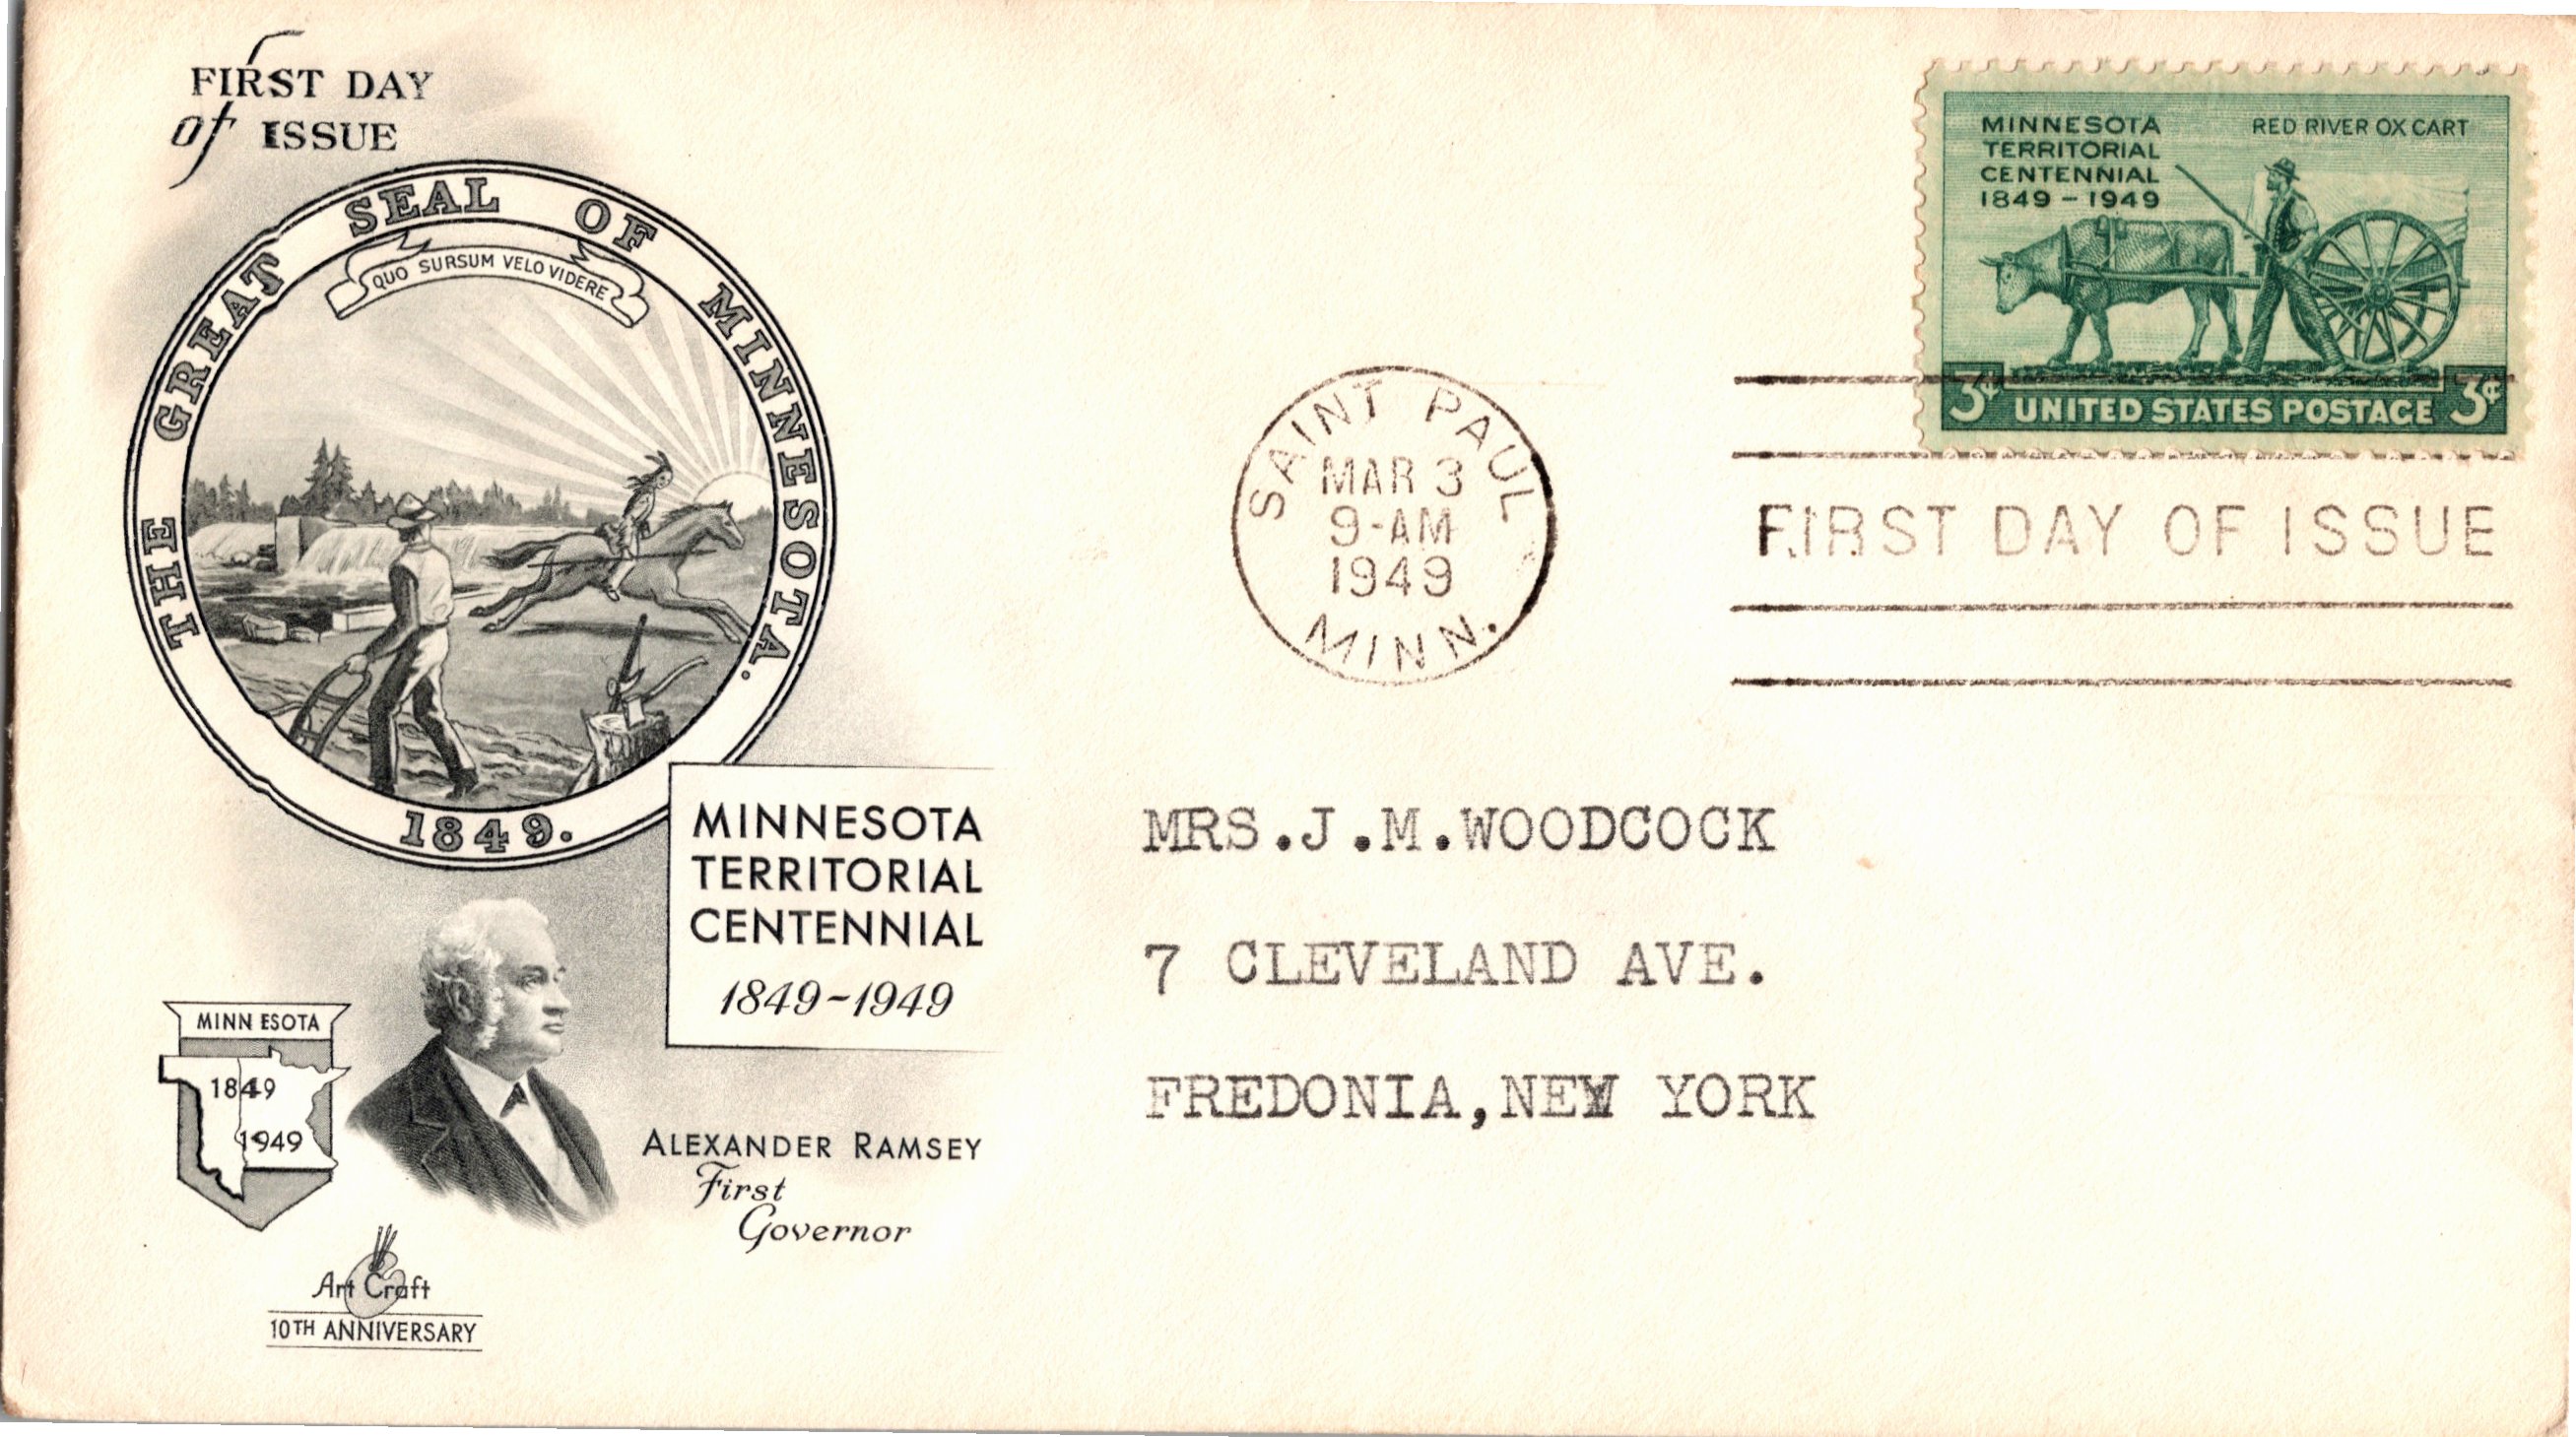 FIRST DAY
of ISSUE
THE GREAT SEAL OF MINNESOTA.
QUO SURSUM VELO VIDERE
1849.
MINNESOTA
TERRITORIAL
CENTENNIAL
1849-1949
MINN ESOTA
1849
1949
ALEXANDER RAMSEY
First
Governor
Art Craft
10TH ANNIVERSARY
SAINT PAUL
MAR 3
9-AM
1949
MINN.
MINNESOTA
TERRITORIAL
CENTENNIAL
1849-1949
RED RIVER OX CART
3¢ UNITED STATES POSTAGE 3¢
FIRST DAY OF ISSUE
MRS.J.M.WOODCOCK
7 CLEVELAND AVE.
FREDONIA,NEW YORK